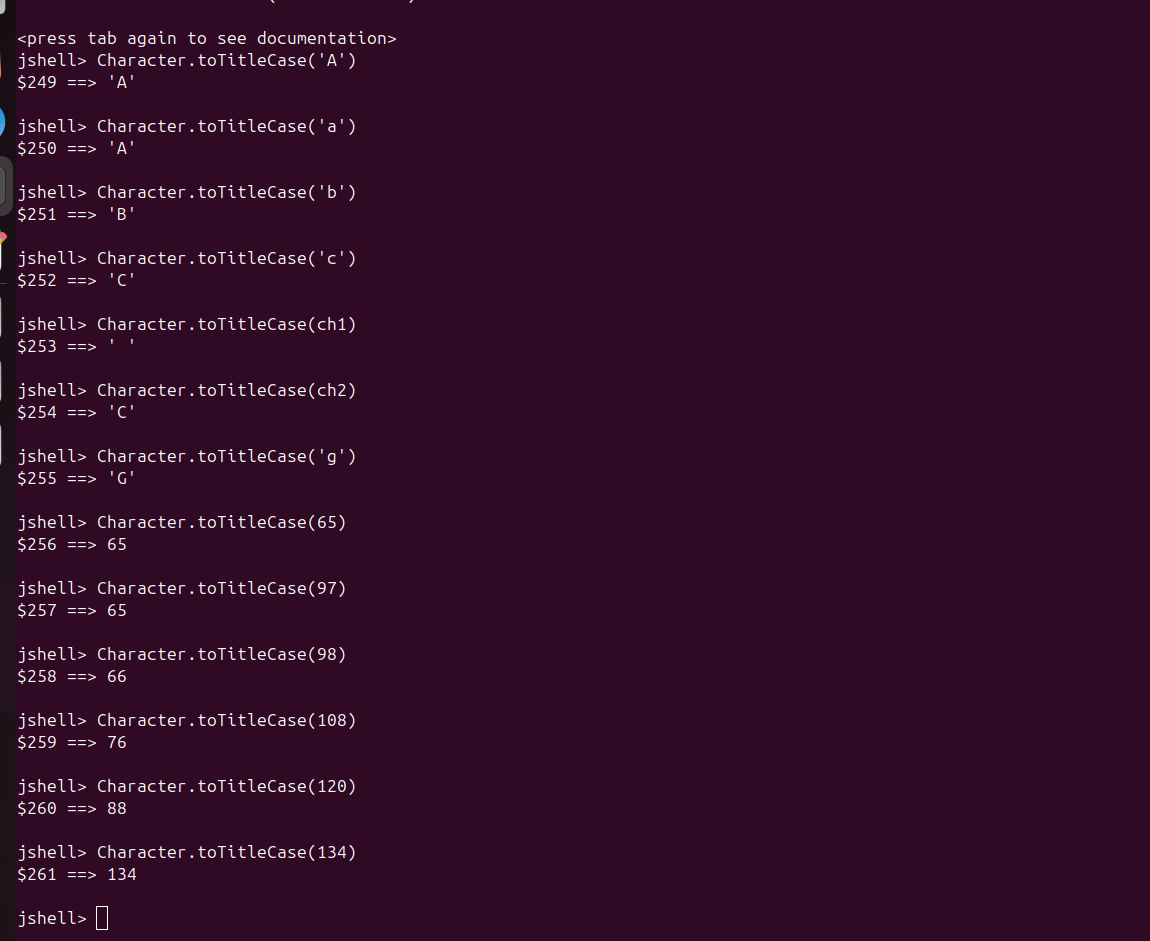 <press tab again to see documentation>
jshell> Character.toTitleCase('A')
$249 ==> 'A'
jshell> Character.toTitleCase('a')
$250 ==> 'A'
jshell> Character.toTitleCase('b')
$251 ==> 'B'
jshell> Character.toTitleCase('c')
$252 ==> 'C'
jshell> Character.toTitleCase(ch1)
$253 ==> ' '
jshell> Character.toTitleCase(ch2)
$254 ==> 'C'
jshell> Character.toTitleCase('g')
$255 ==> 'G'
jshell> Character.toTitleCase(65)
$256 ==> 65
jshell> Character.toTitleCase(97)
$257 ==> 65
jshell> Character.toTitleCase(98)
$258 ==> 66
jshell> Character.toTitleCase(108)
$259 ==> 76
jshell> Character.toTitleCase(120)
$260 ==> 88
jshell> Character.toTitleCase(134)
$261 ==> 134
jshell>